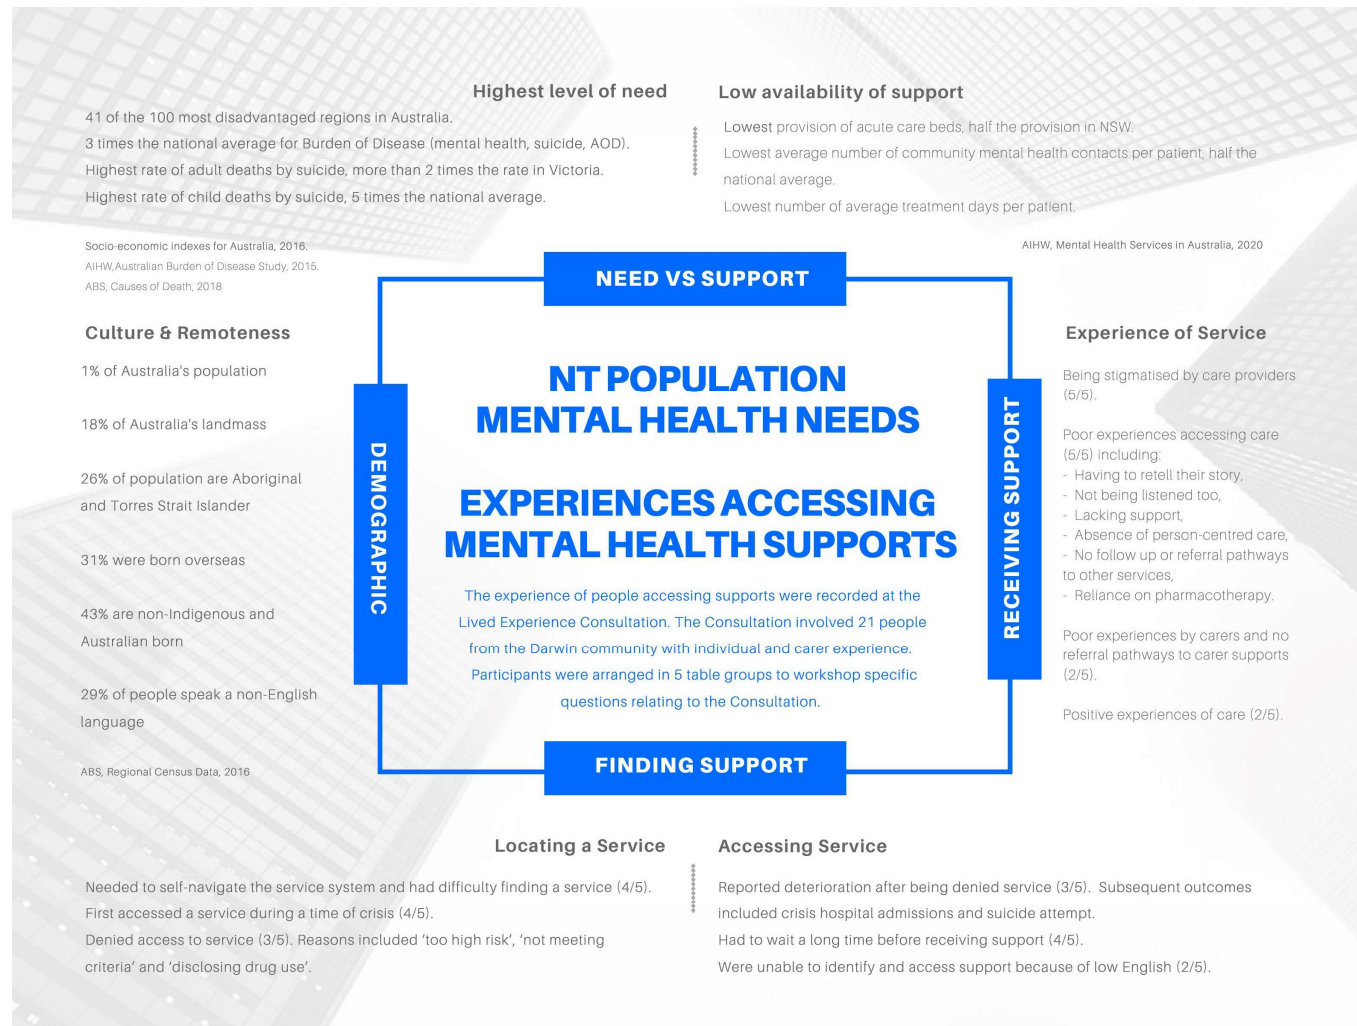 Highest level of need
41 of the 100 most disadvantaged regions in Australia.
3 times the national average for Burden of Disease (mental health, suicide, AOD).
Highest rate of adult deaths by suicide, more than 2 times the rate in Victoria.
Highest rate of child deaths by suicide, 5 times the national average.
Socio-economic indexes for Australia, 2016.
AIHW,Australian Burden of Disease Study, 2015.
ABS, Causes of Death, 2018
Low availability of support
Lowest provision of acute care beds, half the provision in NSW.
Lowest average number of community mental health contacts per patient, half the
national average.
Lowest number of average treatment days per patient.
AIHW, Mental Health Services in Australia, 2020
NEED VS SUPPORT
Culture & Remoteness
1% of Australia's population
18% of Australia's landmass
26% of population are Aboriginal
and Torres Strait Islander
31% were born overseas
43% are non-Indigenous and
Australian born
29% of people speak a non-English
language
ABS, Regional Census Data, 2016
DEMOGRAPHIC
NT POPULATION
MENTAL HEALTH NEEDS
EXPERIENCES ACCESSING
MENTAL HEALTH SUPPORTS
The experience of people accessing supports were recorded at the
Lived Experience Consultation. The Consultation involved 21 people
from the Darwin community with individual and carer experience.
Participants were arranged in 5 table groups to workshop specific
questions relating to the Consultation.
RECEIVING SUPPORT
Experience of Service
Being stigmatised by care providers
(5/5).
Poor experiences accessing care
(5/5) including:
- Having to retell their story,
- Not being listened too,
- Lacking support,
- Absence of person-centred care,
- No follow up or referral pathways
to other services,
- Reliance on pharmacotherapy.
Poor experiences by carers and no
referral pathways to carer supports
(2/5).
Positive experiences of care (2/5).
FINDING SUPPORT
Locating a Service
Needed to self-navigate the service system and had difficulty finding a service (4/5).
First accessed a service during a time of crisis (4/5).
Denied access to service (3/5). Reasons included ‘too high risk’, ‘not meeting
criteria’ and ‘disclosing drug use’.
Accessing Service
Reported deterioration after being denied service (3/5). Subsequent outcomes
included crisis hospital admissions and suicide attempt.
Had to wait a long time before receiving support (4/5).
Were unable to identify and access support because of low English (2/5).